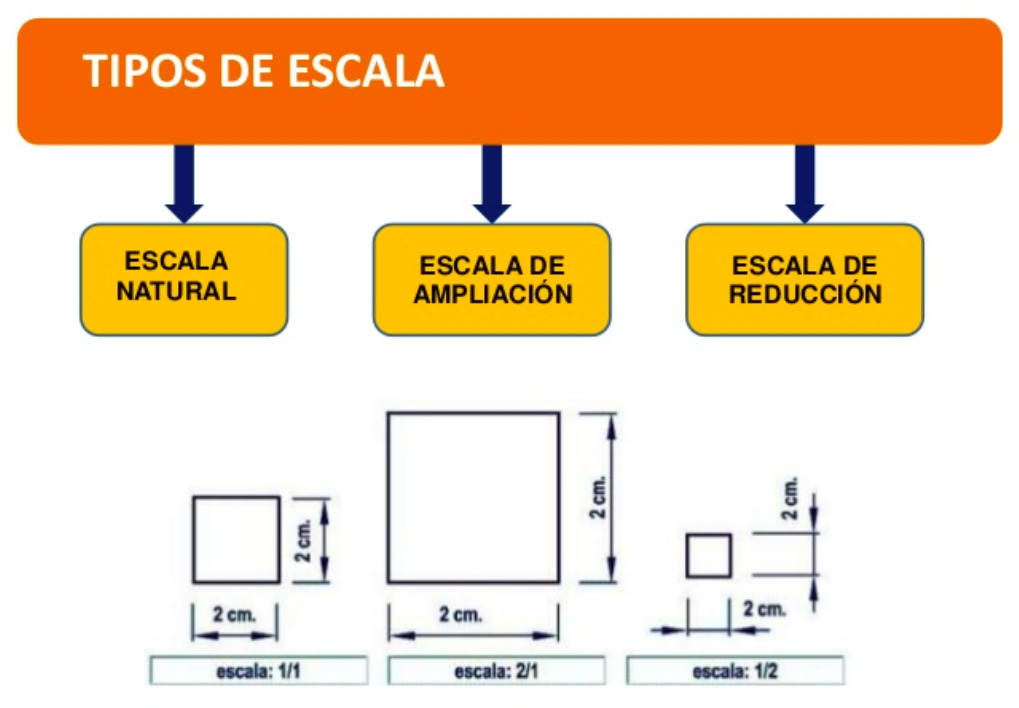 TIPOS DE ESCALA
ESCALA
NATURAL
ESCALA DE
AMPLIACIÓN
ESCALA DE
REDUCCIÓN
2 cm.
2 cm.
escala: 1/1
2 cm.
2 cm.
escala: 2/1
2 cm.
2 cm.
escala: 1/2